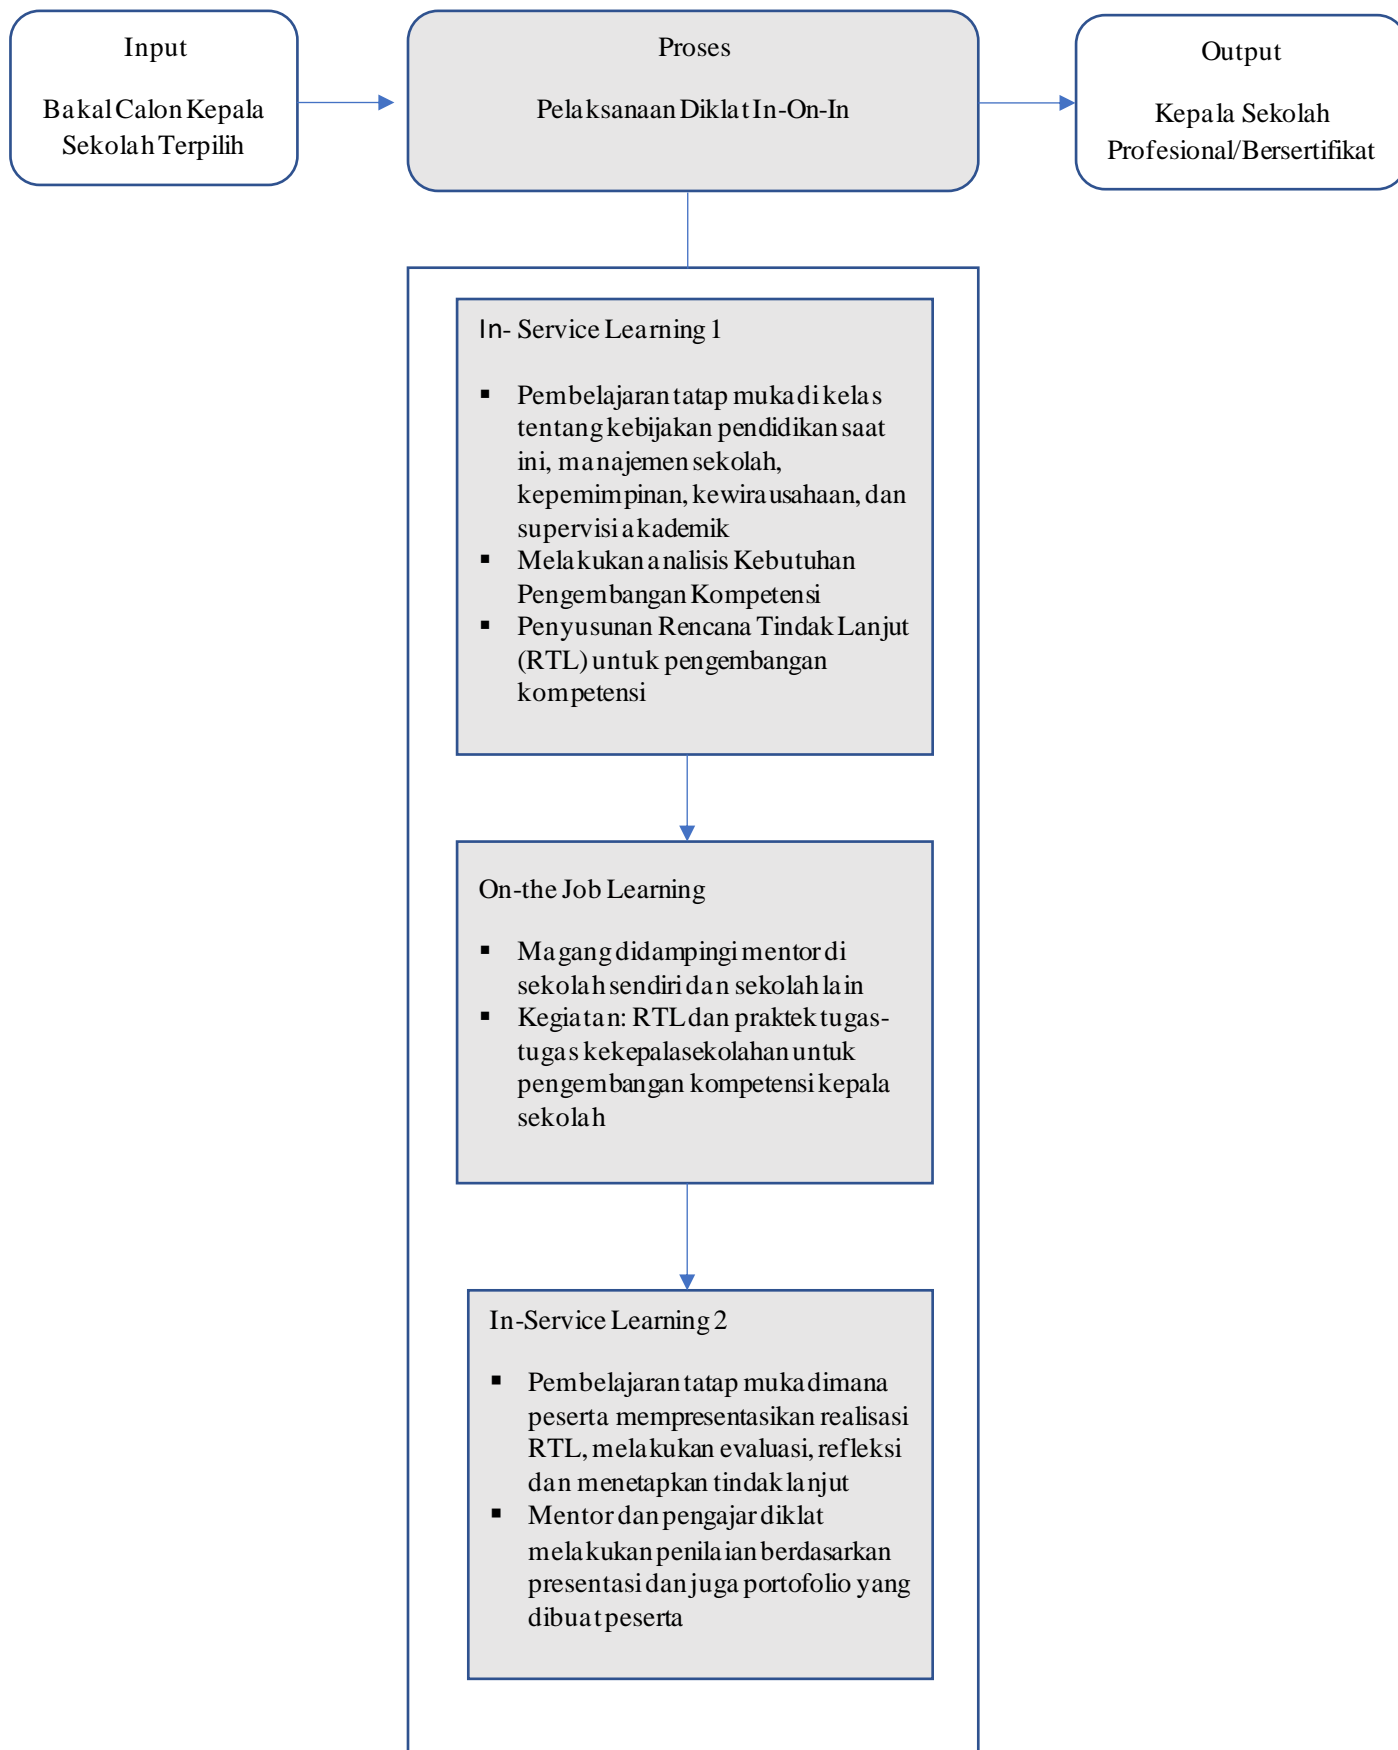 Input
Bakal Calon Kepala
Sekolah Terpilih
Proses
Pelaksanaan Diklat In-On-In
Output
Kepala Sekolah
Profesional/Bersertifikat
In- Service Learning 1
▪ Pembelajaran tatap muka di kelas
tentang kebijakan pendidikan saat
ini, manajemen sekolah,
kepemimpinan, kewirausahaan, dan
supervisi akademik
▪ Melakukan analisis Kebutuhan
Pengembangan Kompetensi
▪ Penyusunan Rencana Tindak Lanjut
(RTL) untuk pengembangan
kompetensi
On-the Job Learning
▪ Magang didampingi mentor di
sekolah sendiri dan sekolah lain
▪ Kegiatan: RTL dan praktek tugas-
tugas kekepalasekolahan untuk
pengembangan kompetensi kepala
sekolah
In-Service Learning 2
▪ Pembelajaran tatap muka dimana
peserta mempresentasikan realisasi
RTL, melakukan evaluasi, refleksi
dan menetapkan tindak lanjut
▪ Mentor dan pengajar diklat
melakukan penilaian berdasarkan
presentasi dan juga portofolio yang
dibuat peserta